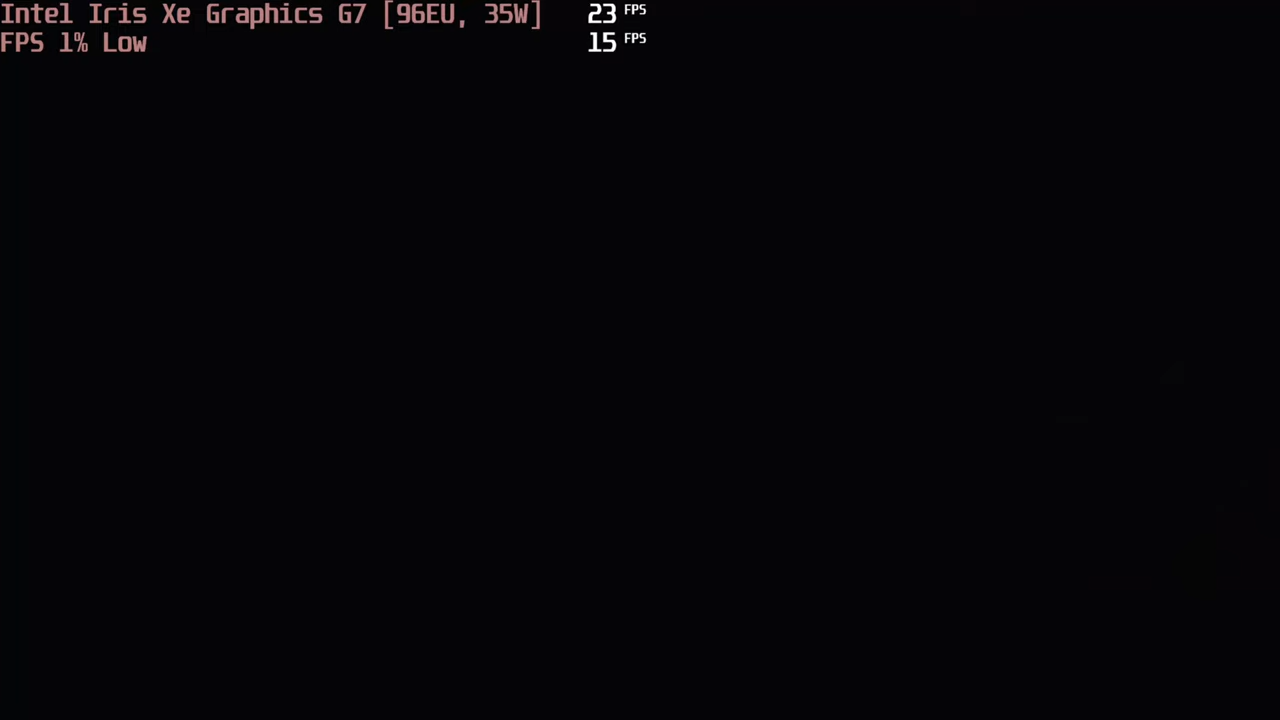 Intel Iris Xe Graphics G7 [96EU, 35W] 23 FPS
FPS 1% Low 15 FPS